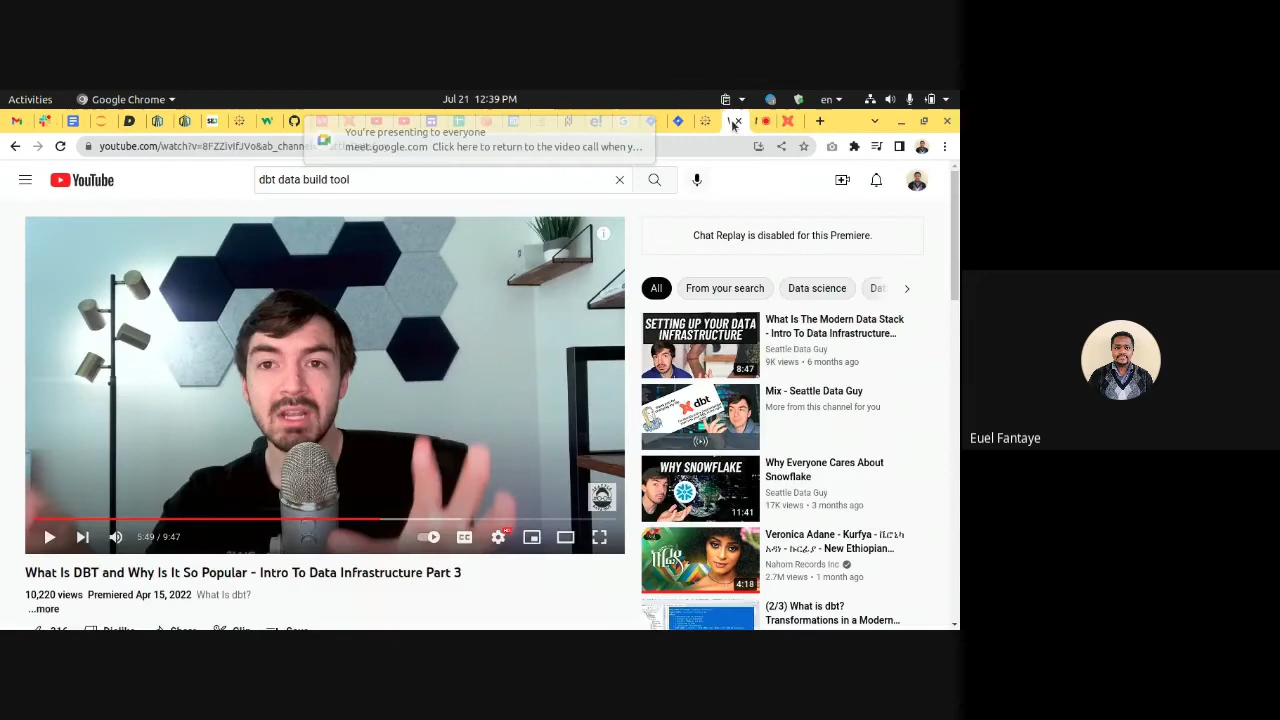 Activities
Google Chrome
Jul 21 12:39 PM
en
You're presenting to everyone
meet.google.com Click here to return to the video call when y...
youtube.com/watch?v=8FZZivIfJVo&ab_channel
YouTube
dbt data build tool
Chat Replay is disabled for this Premiere.
All
From your search
Data science
Dat
SETTING UP YOUR DATA
INFRASTRUCTURE
8:47
What Is The Modern Data Stack
- Intro To Data Infrastructure...
Seattle Data Guy
9K views • 6 months ago
dbt
Mix - Seattle Data Guy
More from this channel for you
WHY SNOWFLAKE
11:41
Why Everyone Cares About
Snowflake
Seattle Data Guy
17K views • 3 months ago
4:18
Veronica Adane - Kurfya - ቬሮኒካ
አዳነ - ኩርፊያ - New Ethiopian...
Nahom Records Inc
2.7M views • 1 month ago
(2/3) What is dbt?
Transformations in a Modern...
5:49 / 9:47
CC
HD
What Is DBT and Why Is It So Popular - Intro To Data Infrastructure Part 3
10,220 views Premiered Apr 15, 2022 What Is dbt?
...more
Euel Fantaye